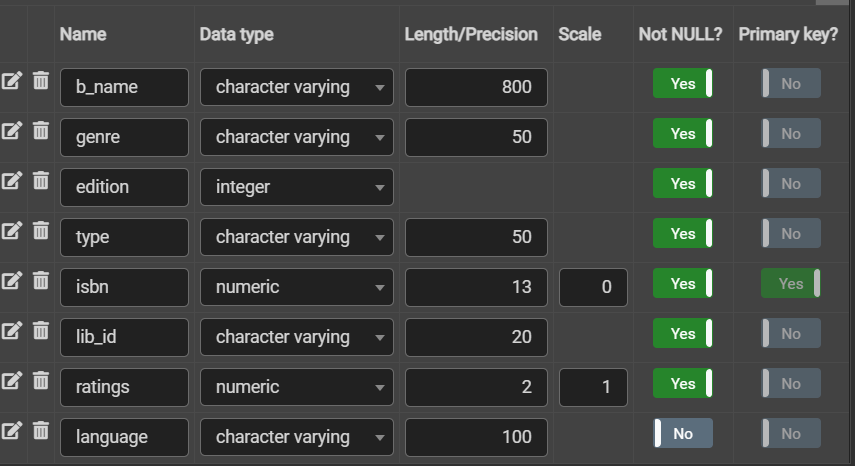 Name Data type Length/Precision Scale Not NULL? Primary key?
b_name character varying 800 Yes No
genre character varying 50 Yes No
edition integer Yes No
type character varying 50 Yes No
isbn numeric 13 0 Yes Yes
lib_id character varying 20 Yes No
ratings numeric 2 1 Yes No
language character varying 100 No No